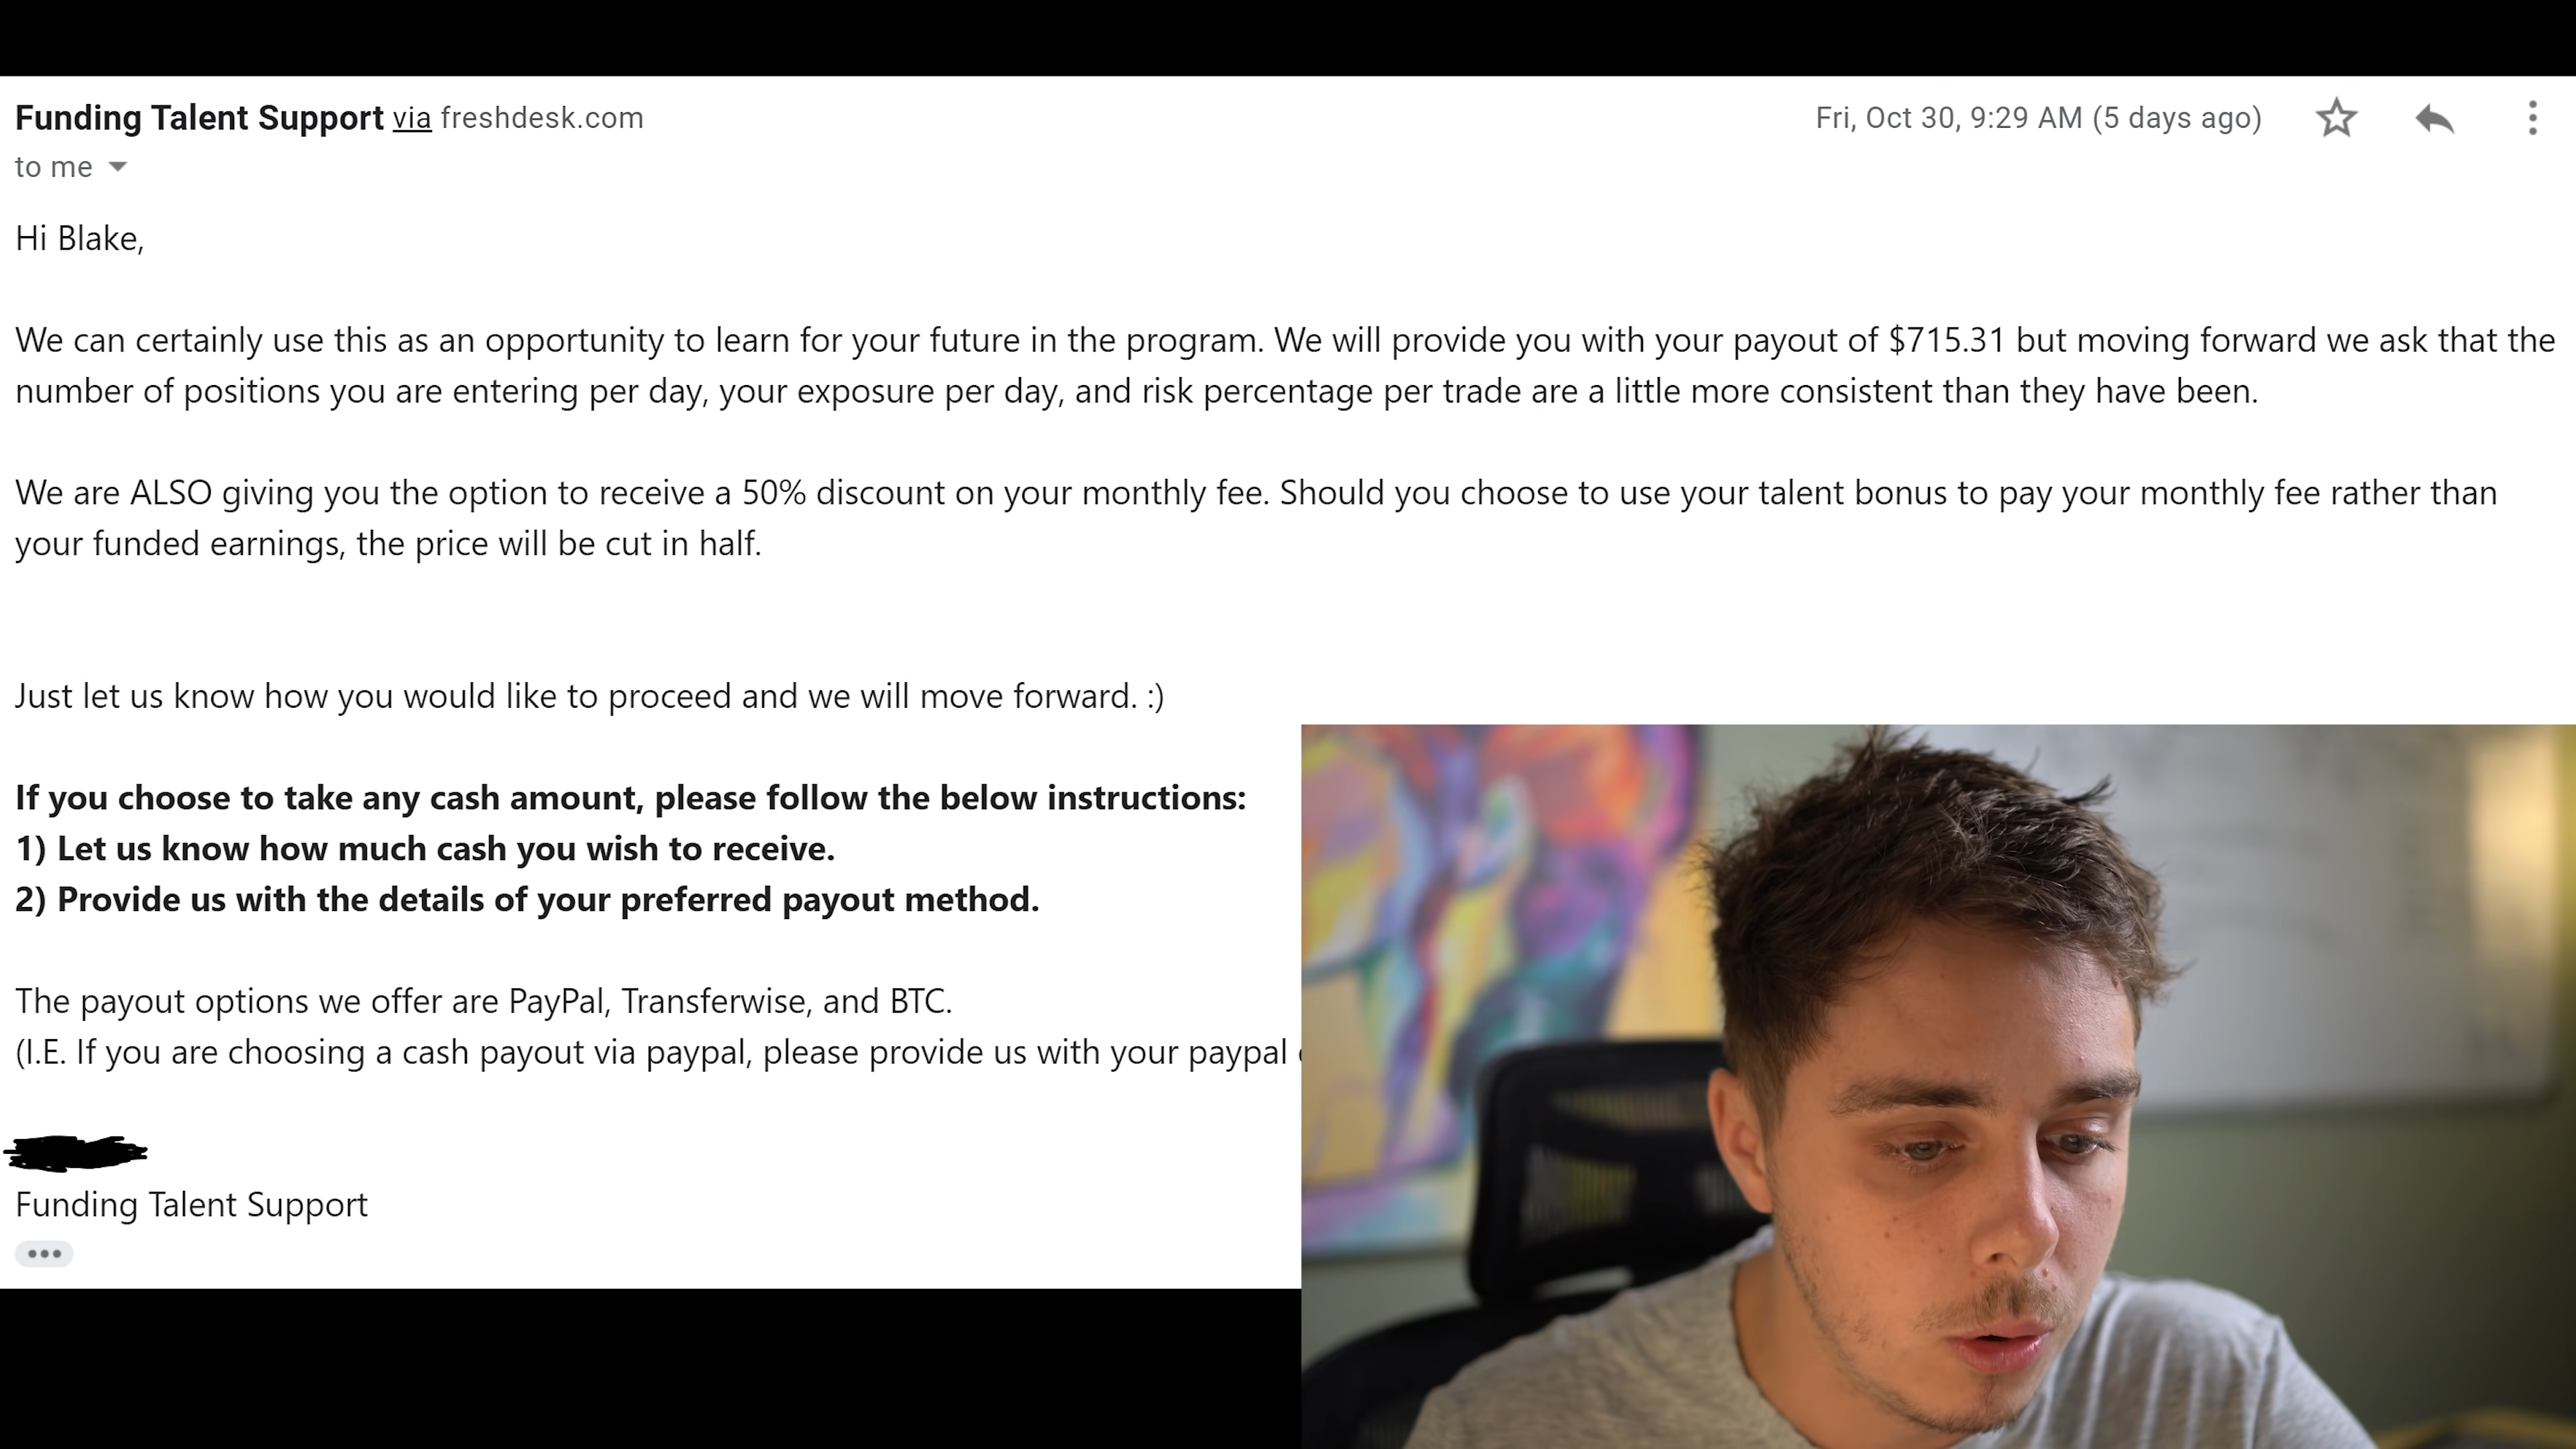 Funding Talent Support via freshdesk.com
Fri, Oct 30, 9:29 AM (5 days ago)
to me
Hi Blake,
We can certainly use this as an opportunity to learn for your future in the program. We will provide you with your payout of $715.31 but moving forward we ask that the
number of positions you are entering per day, your exposure per day, and risk percentage per trade are a little more consistent than they have been.
We are ALSO giving you the option to receive a 50% discount on your monthly fee. Should you choose to use your talent bonus to pay your monthly fee rather than
your funded earnings, the price will be cut in half.
Just let us know how you would like to proceed and we will move forward. :)
If you choose to take any cash amount, please follow the below instructions:
1) Let us know how much cash you wish to receive.
2) Provide us with the details of your preferred payout method.
The payout options we offer are PayPal, Transferwise, and BTC.
(I.E. If you are choosing a cash payout via paypal, please provide us with your paypal
Funding Talent Support